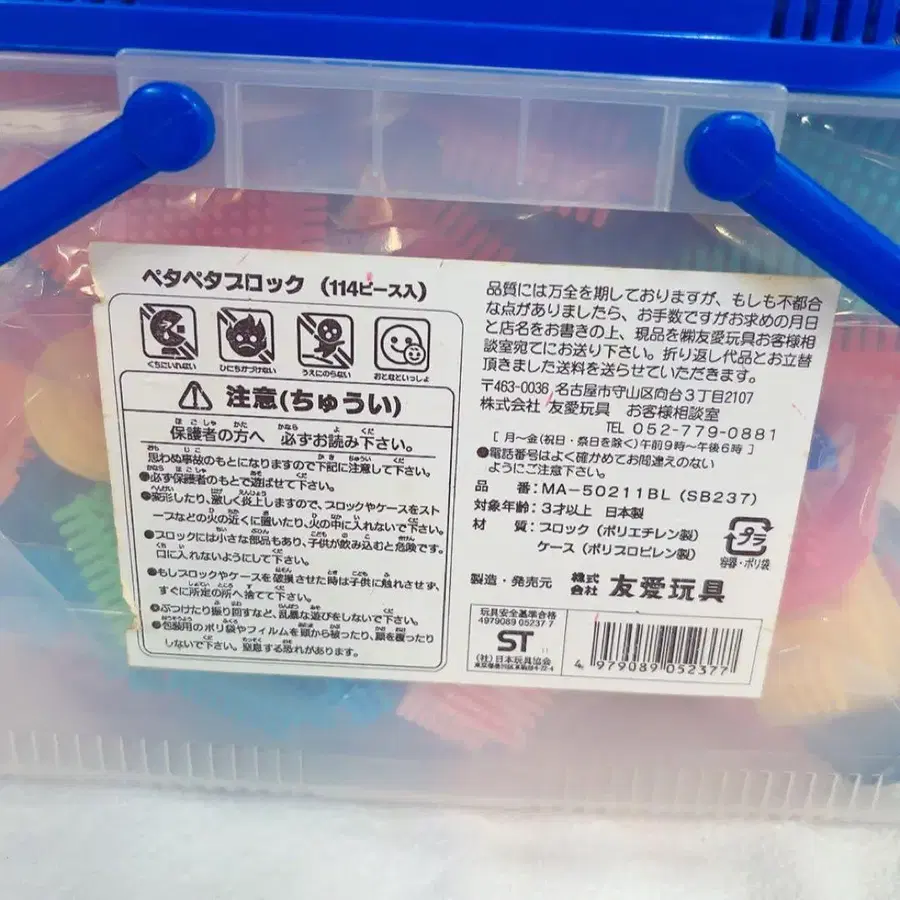 ペタペタブロック (114ピース入)
くちにいれない
ひにちかづけない
うえにのらない
おとなといっしょ
注意(ちゅうい)
保護者の方へ 必ずお読み下さい。
思わぬ事故のもとになりますので下記に注意して下さい。
●必ず保護者のもとで遊ばせて下さい。
●変形したり、激しく炎上しますので、ブロックやケースをスト
ーブなどの火の近くに置いたり、火の中に入れないで下さい。
●ブロックには小さな部品もあり、子供が飲み込むと危険です。
口に入れないようにして下さい。
●もしブロックやケースを破損させた時は子供に触れさせず、
すぐに所定の所へ捨てて下さい。
●ぶつけたり振り回すなど、乱暴な遊びをしないで下さい。
●包装用のポリ袋やフィルムを頭から被ったり、顔を覆ったり
しないで下さい。窒息する恐れがあります。
品質には万全を期しておりますが、もしも不都合
な点がありましたら、お手数ですがお求めの月日
と店名をお書きの上、現品を㈱友愛玩具お客様相
談室宛てにお送り下さい。折り返し代品とお立替
頂きました送料を送らせていただきます。
〒463-0036 名古屋市守山区向台3丁目2107
株式会社 友愛玩具 お客様相談室
TEL 052-779-0881
[ 月～金(祝日・祭日を除く)午前9時～午後6時 ]
●電話番号はよく確かめてお間違えのない
ようにご注意下さい。
品 番：MA-50211BL (SB237)
対象年齢：3才以上 日本製
材 質：ブロック (ポリエチレン製)
ケース (ポリプロピレン製)
プラ
容器・ポリ袋
製造・発売元 株式会社 友愛玩具
玩具安全基準合格
4979089 05237 7
ST
(社)日本玩具協会
4 979089 052377